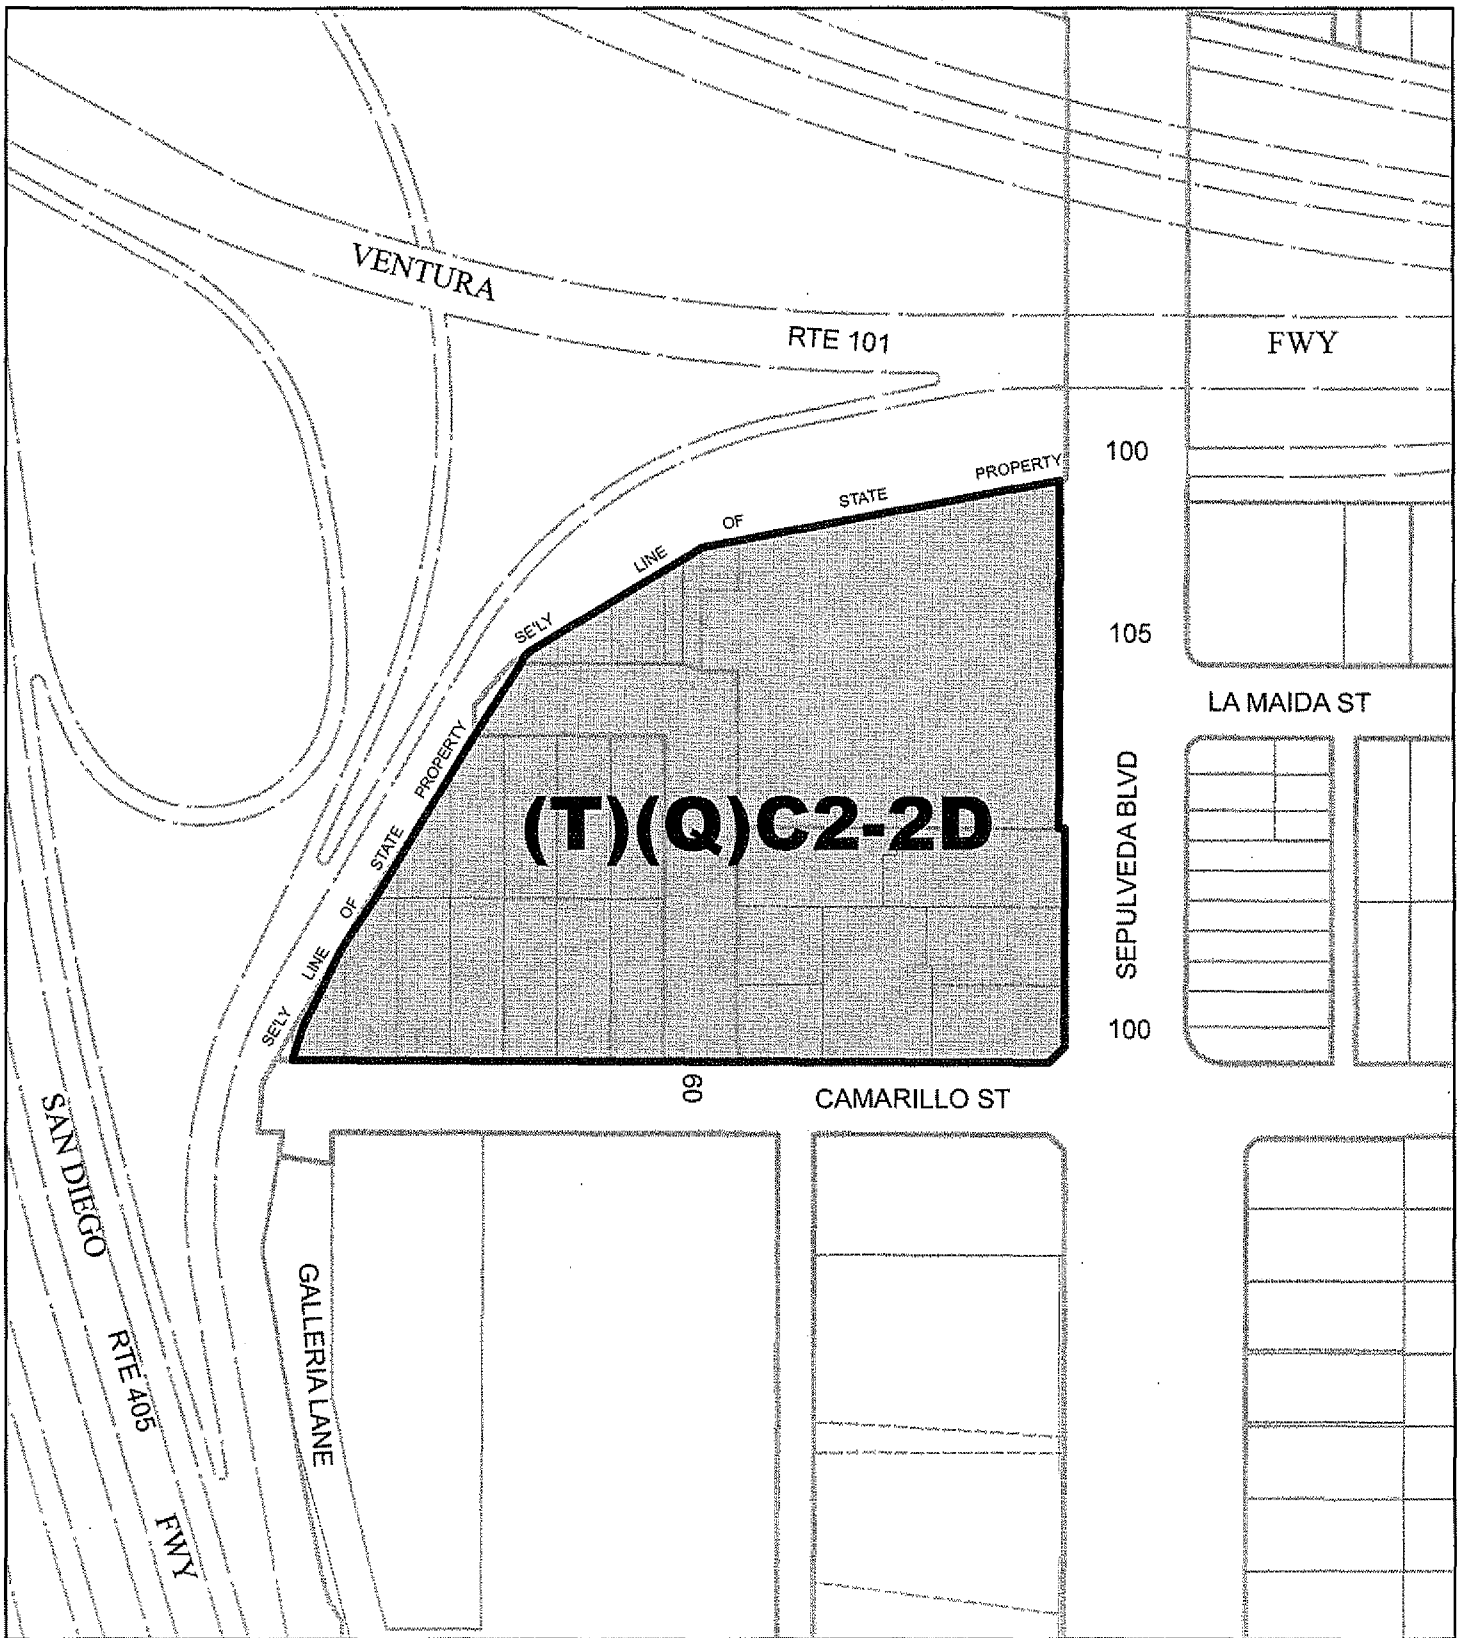 VENTURA
RTE 101
FWY
100
PROPERTY
STATE
OF
LINE
SE'LY
105
LA MAIDA ST
PROPERTY
STATE
OF
LINE
SE'LY
(T)(Q)C2-2D
SEPULVEDA BLVD
100
60
CAMARILLO ST
SAN DIEGO
RTE 405
FWY
GALLERIA LANE